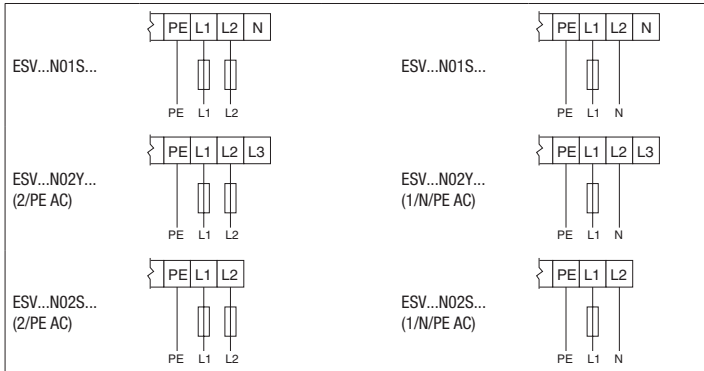 PE L1 L2 N
ESV...N01S...
PE L1 L2
PE L1 L2 N
ESV...N01S...
PE L1 N
PE L1 L2 L3
ESV...N02Y...
(2/PE AC)
PE L1 L2
PE L1 L2 L3
ESV...N02Y...
(1/N/PE AC)
PE L1 N
PE L1 L2
ESV...N02S...
(2/PE AC)
PE L1 L2
PE L1 L2
ESV...N02S...
(1/N/PE AC)
PE L1 N